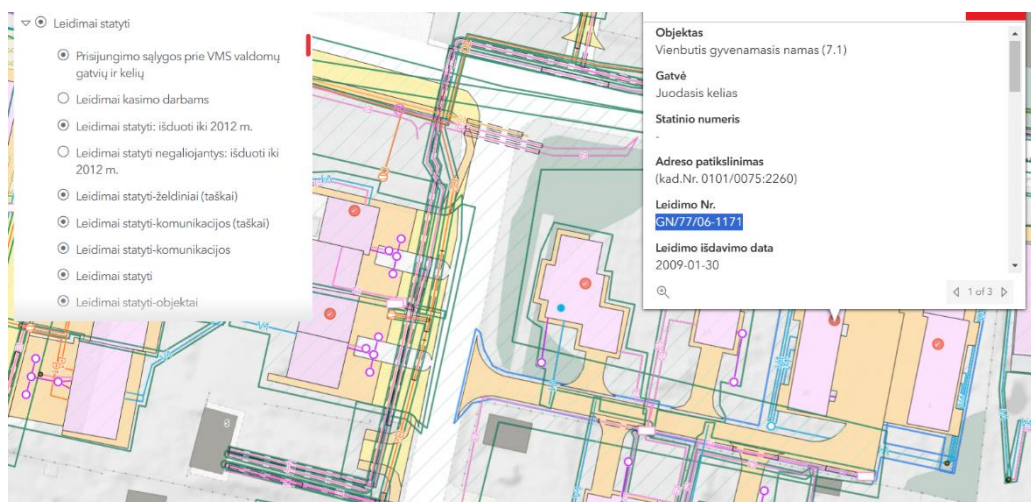 Leidimai statyti
Prisijungimo sąlygos prie VMS valdomų
gatvių ir kelių
Leidimai kasimo darbams
Leidimai statyti: išduoti iki 2012 m.
Leidimai statyti negaliojantys: išduoti iki
2012 m.
Leidimai statyti-želdiniai (taškai)
Leidimai statyti-komunikacijos (taškai)
Leidimai statyti-komunikacijos
Leidimai statyti
Leidimai statyti-objektai
Objektas
Vienbutis gyvenamasis namas (7.1)
Gatvė
Juodasis kelias
Statinio numeris
-
Adreso patikslinimas
(kad.Nr. 0101/0075:2260)
Leidimo Nr.
GN/77/06-1171
Leidimo išdavimo data
2009-01-30
1 of 3